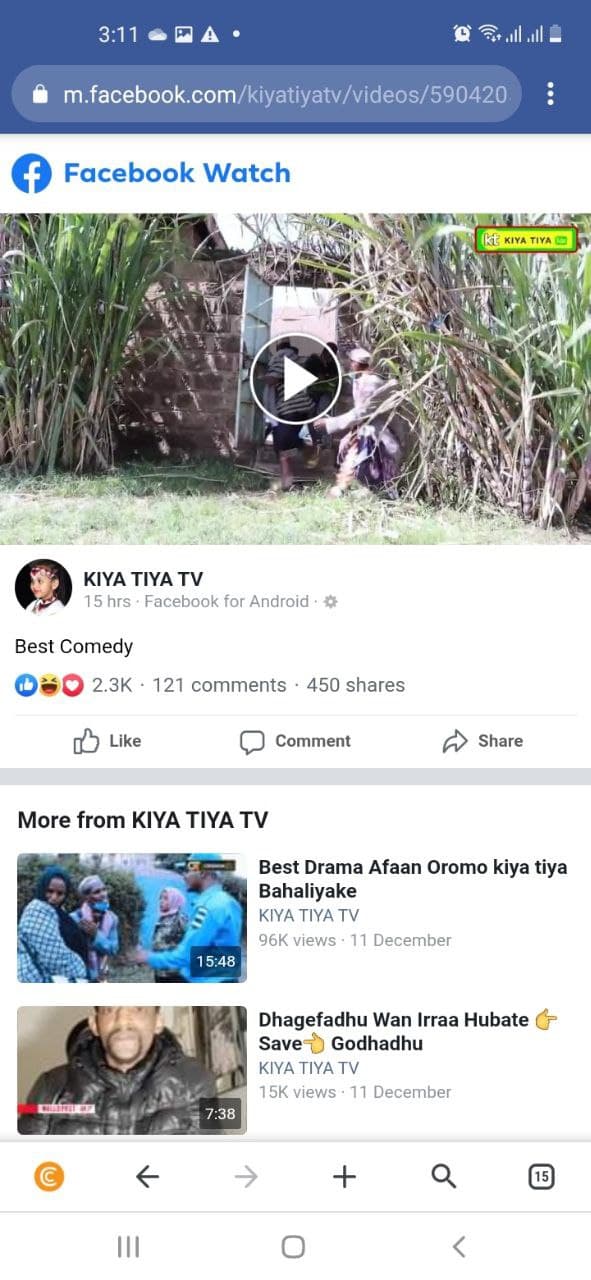 3:11
m.facebook.com/kiyatiyatv/videos/590420
Facebook Watch
kt KIYA TIYA
KIYA TIYA TV
15 hrs · Facebook for Android ·
Best Comedy
2.3K · 121 comments · 450 shares
Like
Comment
Share
More from KIYA TIYA TV
Best Drama Afaan Oromo kiya tiya
Bahaliyake
KIYA TIYA TV
96K views · 11 December
15:48
Dhagefadhu Wan Irraa Hubate 👉
Save👈 Godhadhu
KIYA TIYA TV
15K views · 11 December
7:38
15